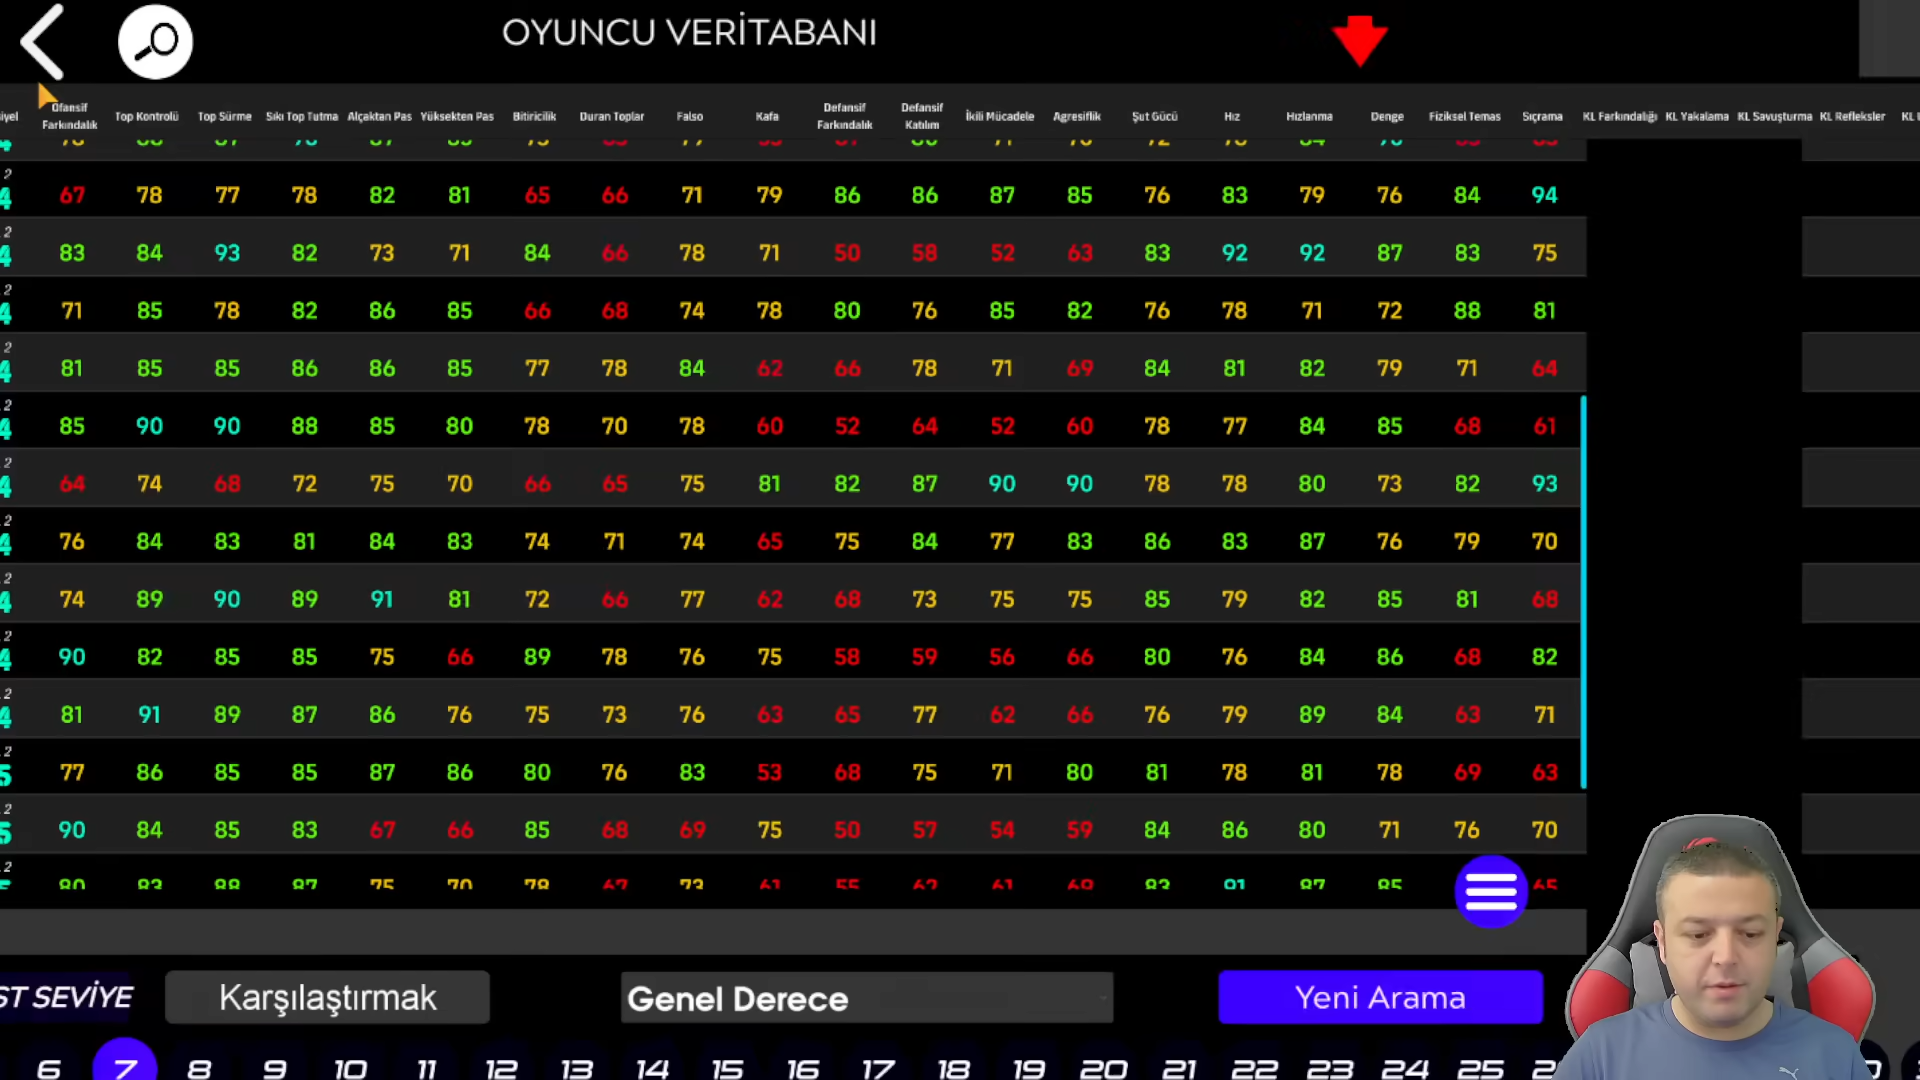 OYUNCU VERİTABANI
Ofansif Farkındalık Top Kontrolü Top Sürme Sıkı Top Tutma Alçaktan Pas Yüksekten Pas Bitiricilik Duran Toplar Falso Kafa Defansif Farkındalık Defansif Katılım İkili Mücadele Agresiflik Şut Gücü Hız Hızlanma Denge Fiziksel Temas Sıçrama KL Farkındalığı KL Yakalama KL Savuşturma KL Refleksler
67 78 77 78 82 81 65 66 71 79 86 86 87 85 76 83 79 76 84 94
83 84 93 82 73 71 84 66 78 71 50 58 52 63 83 92 92 87 83 75
71 85 78 82 86 85 66 68 74 78 80 76 85 82 76 78 71 72 88 81
81 85 85 86 86 85 77 78 84 62 66 78 71 69 84 81 82 79 71 64
85 90 90 88 85 80 78 70 78 60 52 64 52 60 78 77 84 85 68 61
64 74 68 72 75 70 66 65 75 81 82 87 90 90 78 78 80 73 82 93
76 84 83 81 84 83 74 71 74 65 75 84 77 83 86 83 87 76 79 70
74 89 90 89 91 81 72 66 77 62 68 73 75 75 85 79 82 85 81 68
90 82 85 85 75 66 89 78 76 75 58 59 56 66 80 76 84 86 68 82
81 91 89 87 86 76 75 73 76 63 65 77 62 66 76 79 89 84 63 71
77 86 85 85 87 86 80 76 83 53 68 75 71 80 81 78 81 78 69 63
90 84 85 83 67 66 85 68 69 75 50 57 54 59 84 86 80 71 76 70
SEVİYE Karşılaştırmak Genel Derece Yeni Arama
6 7 8 9 10 11 12 13 14 15 16 17 18 19 20 21 22 23 24 25